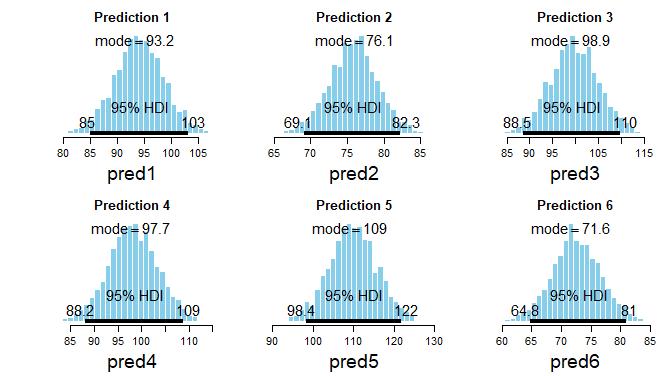 Prediction 1
mode = 93.2
95% HDI
85 103
80 85 90 95 100 105
pred1
Prediction 2
mode = 76.1
95% HDI
69.1 82.3
65 70 75 80 85
pred2
Prediction 3
mode = 98.9
95% HDI
88.5 110
85 90 95 105 115
pred3
Prediction 4
mode = 97.7
95% HDI
88.2 109
85 90 95 100 110
pred4
Prediction 5
mode = 109
95% HDI
98.4 122
90 100 110 120 130
pred5
Prediction 6
mode = 71.6
95% HDI
64.8 81
60 65 70 75 80 85
pred6